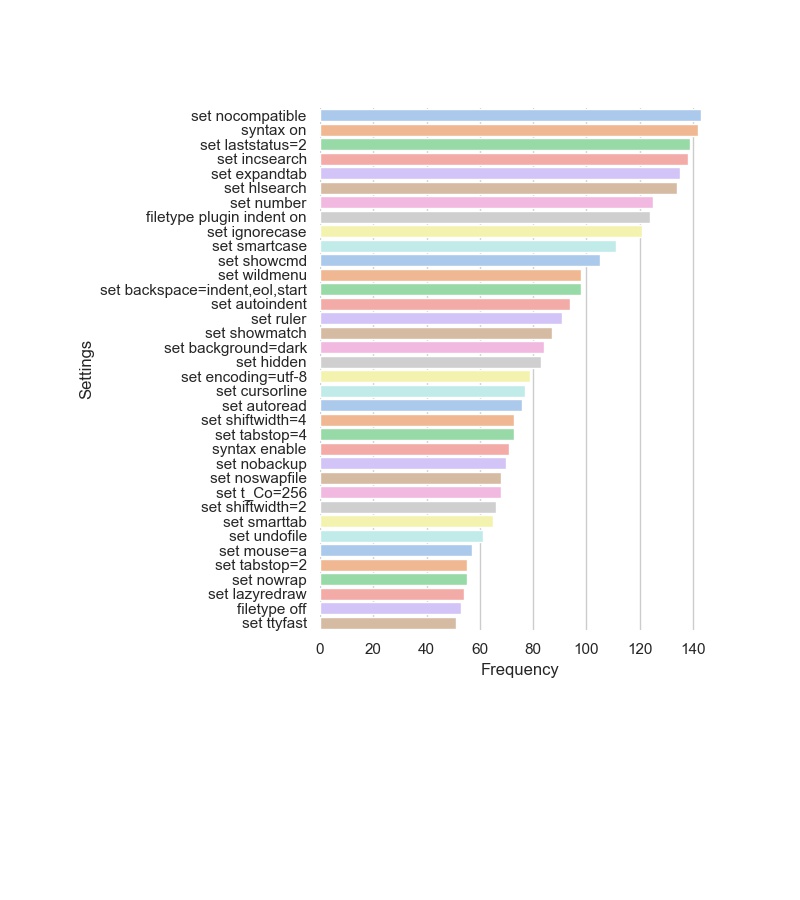 set nocompatible
syntax on
set laststatus=2
set incsearch
set expandtab
set hlsearch
set number
filetype plugin indent on
set ignorecase
set smartcase
set showcmd
set wildmenu
set backspace=indent,eol,start
set autoindent
set ruler
set showmatch
set background=dark
set hidden
set encoding=utf-8
set cursorline
set autoread
set shiftwidth=4
set tabstop=4
syntax enable
set nobackup
set noswapfile
set t_Co=256
set shiftwidth=2
set smarttab
set undofile
set mouse=a
set tabstop=2
set nowrap
set lazyredraw
filetype off
set ttyfast
Settings
0 20 40 60 80 100 120 140
Frequency